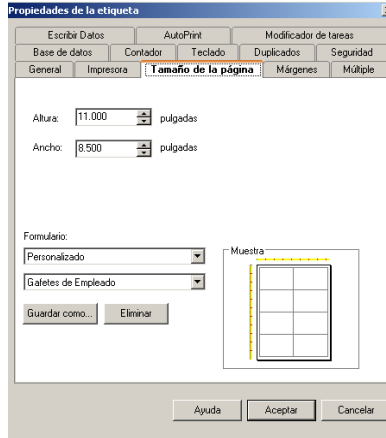 Propiedades de la etiqueta
Escribir Datos AutoPrint Modificador de tareas
Base de datos Contador Teclado Duplicados Seguridad
General Impresora Tamaño de la página Márgenes Múltiple
Altura: 11.000 pulgadas
Ancho: 8.500 pulgadas
Formulario:
Personalizado
Muestra
Gafetes de Empleado
Guardar como... Eliminar
Ayuda Aceptar Cancelar